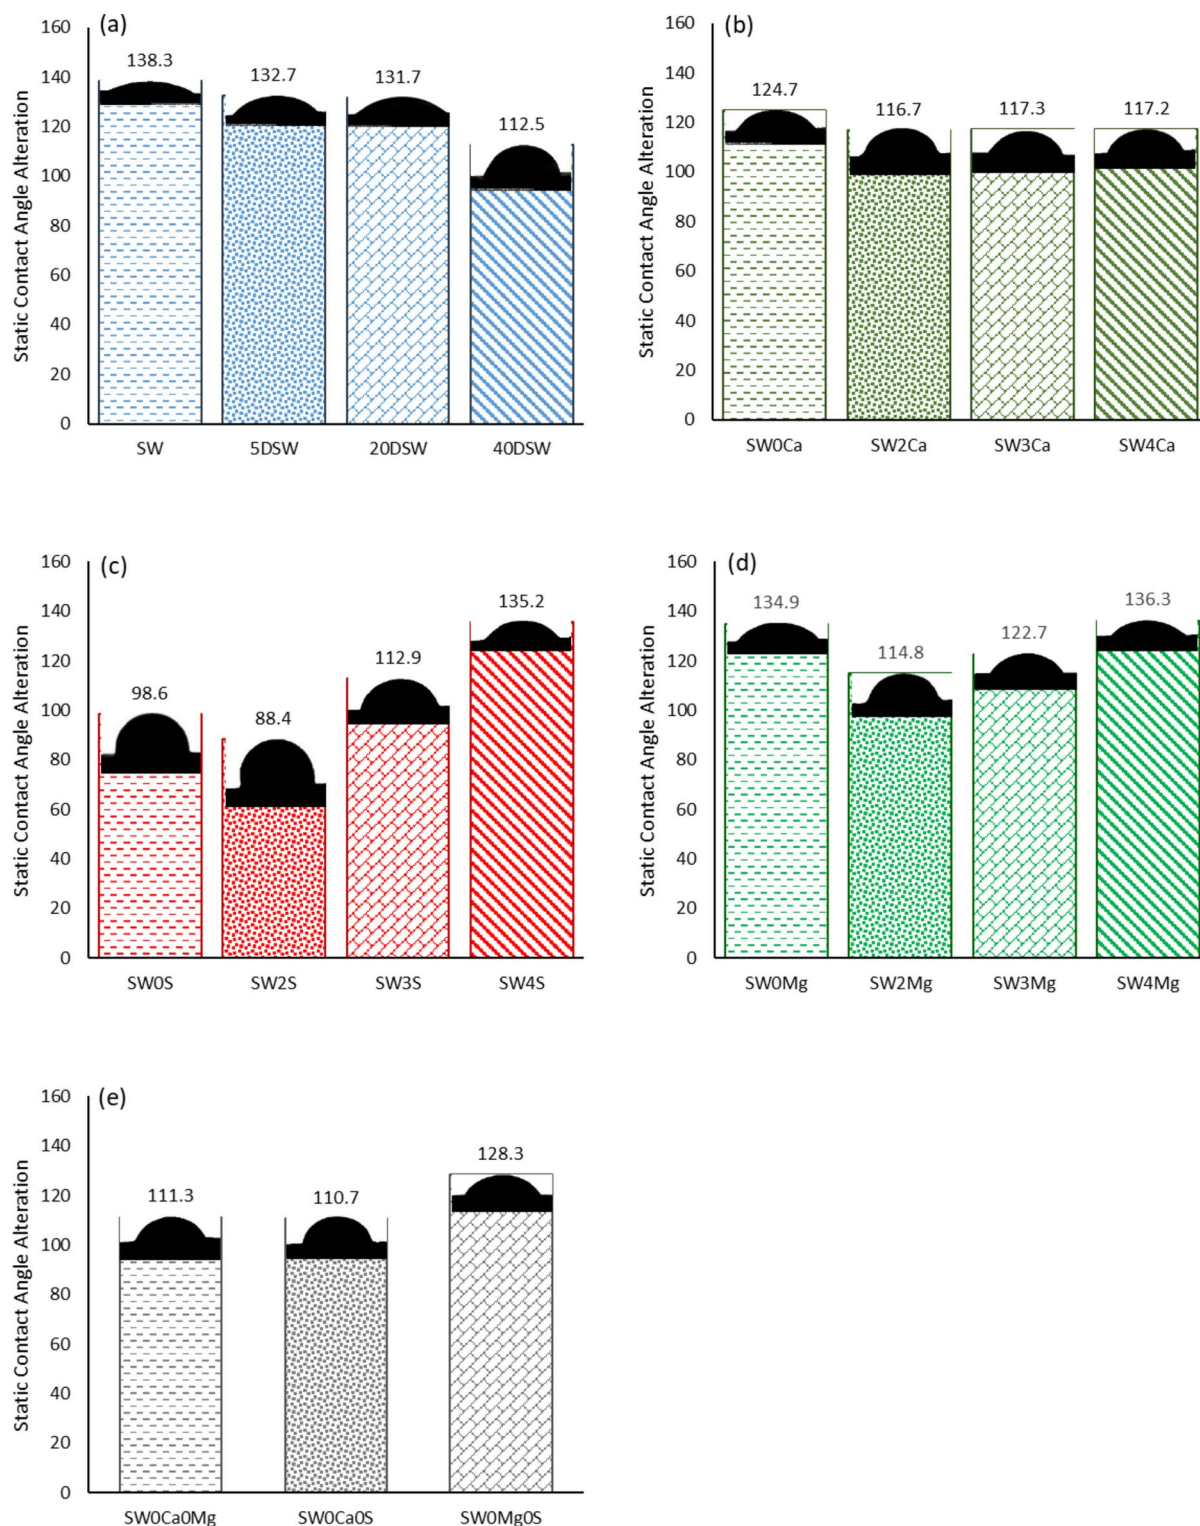 (a)
Static Contact Angle Alteration
160
140
120
100
80
60
40
20
0
138.3
132.7
131.7
112.5
SW
5DSW
20DSW
40DSW
(b)
Static Contact Angle Alteration
160
140
120
100
80
60
40
20
0
124.7
116.7
117.3
117.2
SW0Ca
SW2Ca
SW3Ca
SW4Ca
(c)
Static Contact Angle Alteration
160
140
120
100
80
60
40
20
0
98.6
88.4
112.9
135.2
SW0S
SW2S
SW3S
SW4S
(d)
Static Contact Angle Alteration
160
140
120
100
80
60
40
20
0
134.9
114.8
122.7
136.3
SW0Mg
SW2Mg
SW3Mg
SW4Mg
(e)
Static Contact Angle Alteration
160
140
120
100
80
60
40
20
0
111.3
110.7
128.3
SW0Ca0Mg
SW0Ca0S
SW0Mg0S